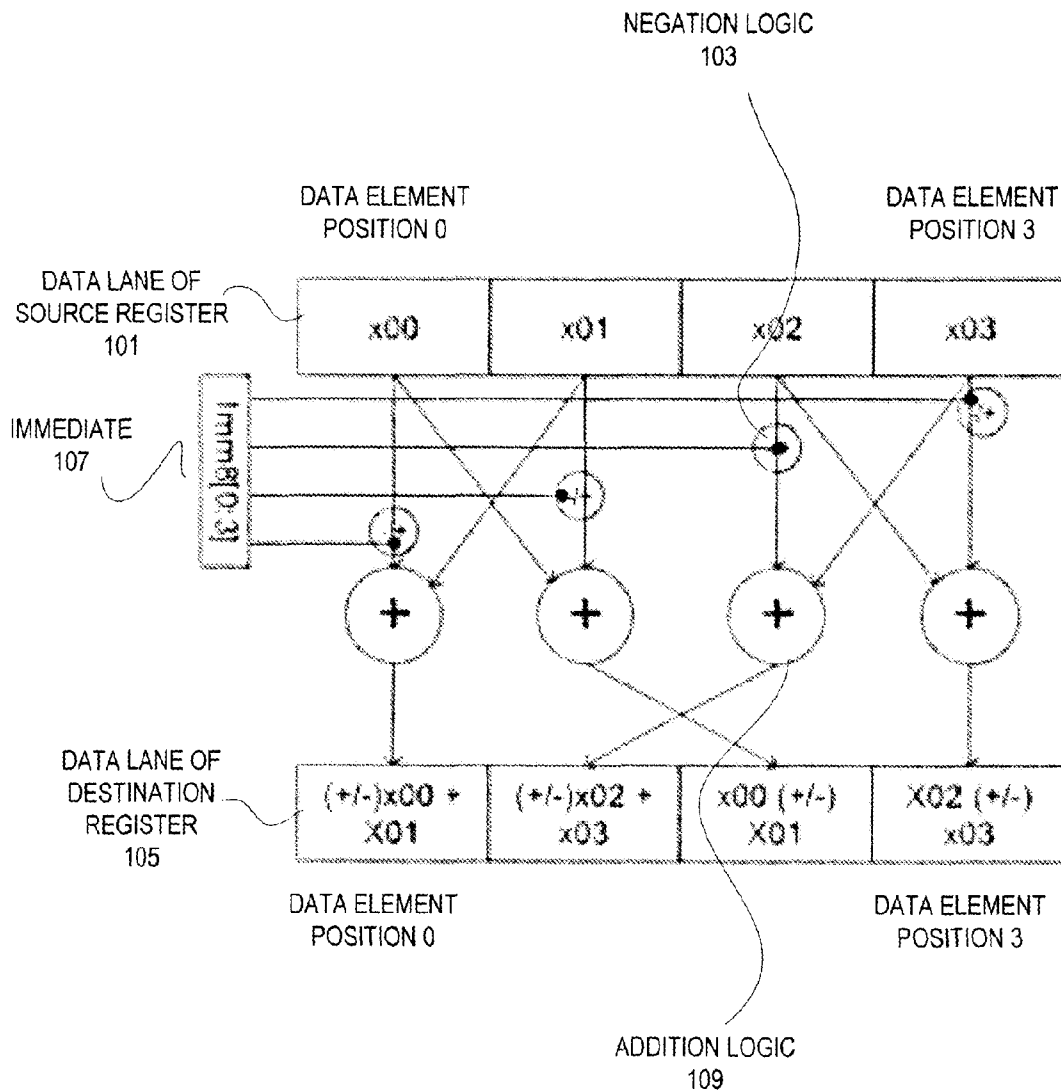 NEGATION LOGIC
103
DATA ELEMENT
POSITION 0
DATA ELEMENT
POSITION 3
DATA LANE OF
SOURCE REGISTER
101
x00
x01
x02
x03
IMMEDIATE
107
Imm8[0:3]
+
+
+
+
DATA LANE OF
DESTINATION
REGISTER
105
(+/-)x00 +
X01
(+/-)x02 +
x03
x00 (+/-)
X01
X02 (+/-)
x03
DATA ELEMENT
POSITION 0
DATA ELEMENT
POSITION 3
ADDITION LOGIC
109